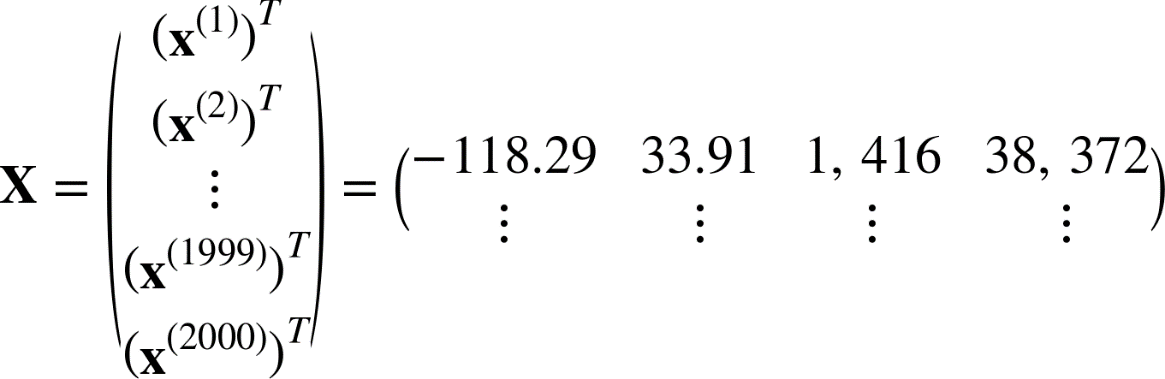 X = ( (x^(1))^T
(x^(2))^T
⋮
(x^(1999))^T
(x^(2000))^T ) = ( −118.29 33.91 1, 416 38, 372
⋮ ⋮ ⋮ ⋮ )